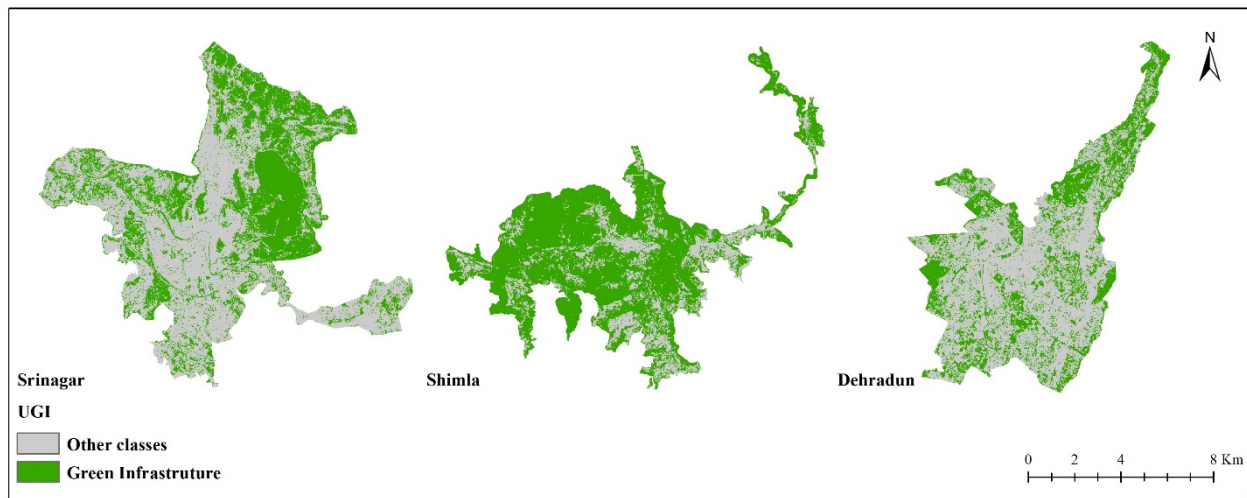 N
Srinagar
Shimla
Dehradun
UGI
Other classes
Green Infrastruture
0 2 4 8 Km